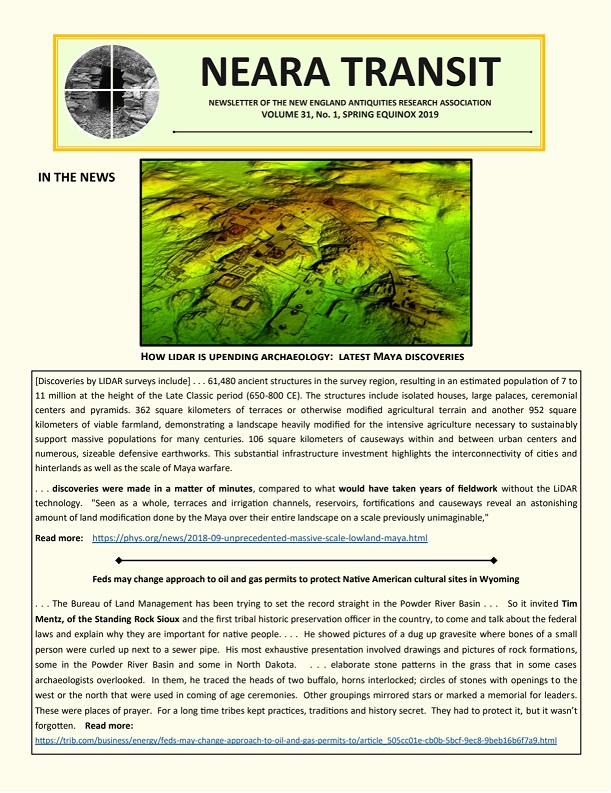 NEARA TRANSIT
NEWSLETTER OF THE NEW ENGLAND ANTIQUITIES RESEARCH ASSOCIATION
VOLUME 31, No. 1, SPRING EQUINOX 2019
IN THE NEWS
HOW LIDAR IS UPENDING ARCHAEOLOGY: LATEST MAYA DISCOVERIES
[Discoveries by LIDAR surveys include] . . . 61,480 ancient structures in the survey region, resulting in an estimated population of 7 to
11 million at the height of the Late Classic period (650-800 CE). The structures include isolated houses, large palaces, ceremonial
centers and pyramids. 362 square kilometers of terraces or otherwise modified agricultural terrain and another 952 square
kilometers of viable farmland, demonstrating a landscape heavily modified for the intensive agriculture necessary to sustainably
support massive populations for many centuries. 106 square kilometers of causeways within and between urban centers and
numerous, sizeable defensive earthworks. This substantial infrastructure investment highlights the interconnectivity of cities and
hinterlands as well as the scale of Maya warfare.
. . . discoveries were made in a matter of minutes, compared to what would have taken years of fieldwork without the LiDAR
technology. "Seen as a whole, terraces and irrigation channels, reservoirs, fortifications and causeways reveal an astonishing
amount of land modification done by the Maya over their entire landscape on a scale previously unimaginable,"
Read more: https://phys.org/news/2018-09-unprecedented-massive-scale-lowland-maya.html
Feds may change approach to oil and gas permits to protect Native American cultural sites in Wyoming
. . . The Bureau of Land Management has been trying to set the record straight in the Powder River Basin . . . So it invited Tim
Mentz, of the Standing Rock Sioux and the first tribal historic preservation officer in the country, to come and talk about the federal
laws and explain why they are important for native people. . . . He showed pictures of a dug up gravesite where bones of a small
person were curled up next to a sewer pipe. His most exhaustive presentation involved drawings and pictures of rock formations,
some in the Powder River Basin and some in North Dakota. . . . elaborate stone patterns in the grass that in some cases
archaeologists overlooked. In them, he traced the heads of two buffalo, horns interlocked; circles of stones with openings to the
west or the north that were used in coming of age ceremonies. Other groupings mirrored stars or marked a memorial for leaders.
These were places of prayer. For a long time tribes kept practices, traditions and history secret. They had to protect it, but it wasn't
forgotten. Read more:
https://trib.com/business/energy/feds-may-change-approach-to-oil-and-gas-permits-to/article_505cc01e-cb0b-5bcf-9ec8-9beb16b6f7a9.html